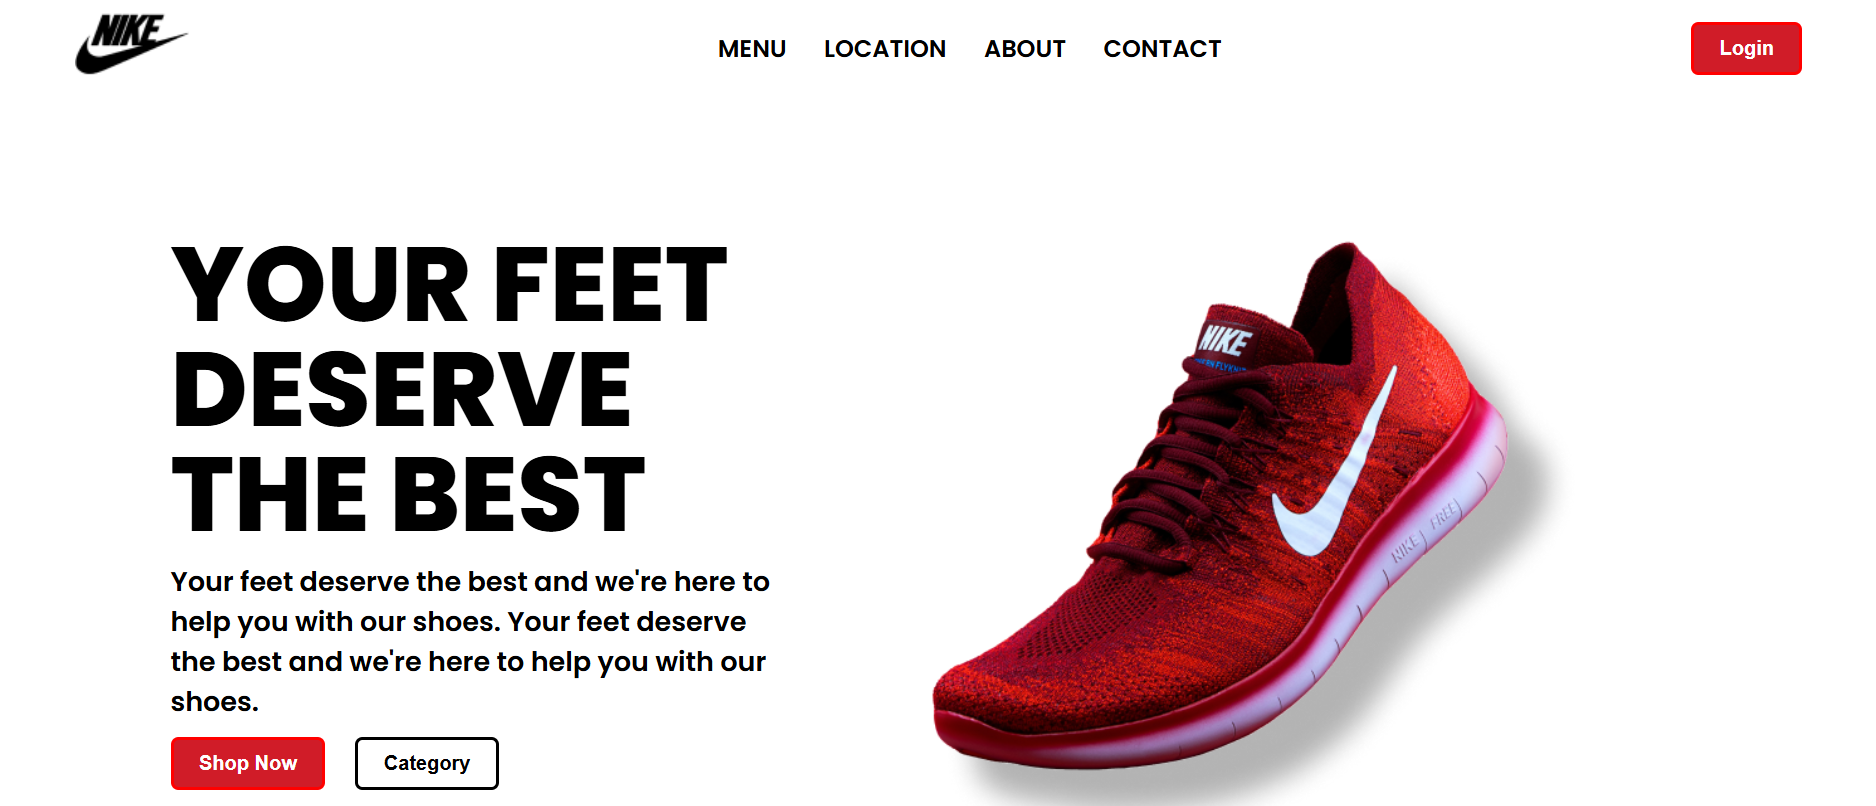 NIKE
MENU LOCATION ABOUT CONTACT
Login
YOUR FEET
DESERVE
THE BEST
Your feet deserve the best and we're here to
help you with our shoes. Your feet deserve
the best and we're here to help you with our
shoes.
Shop Now
Category
NIKE
NIKE FREE